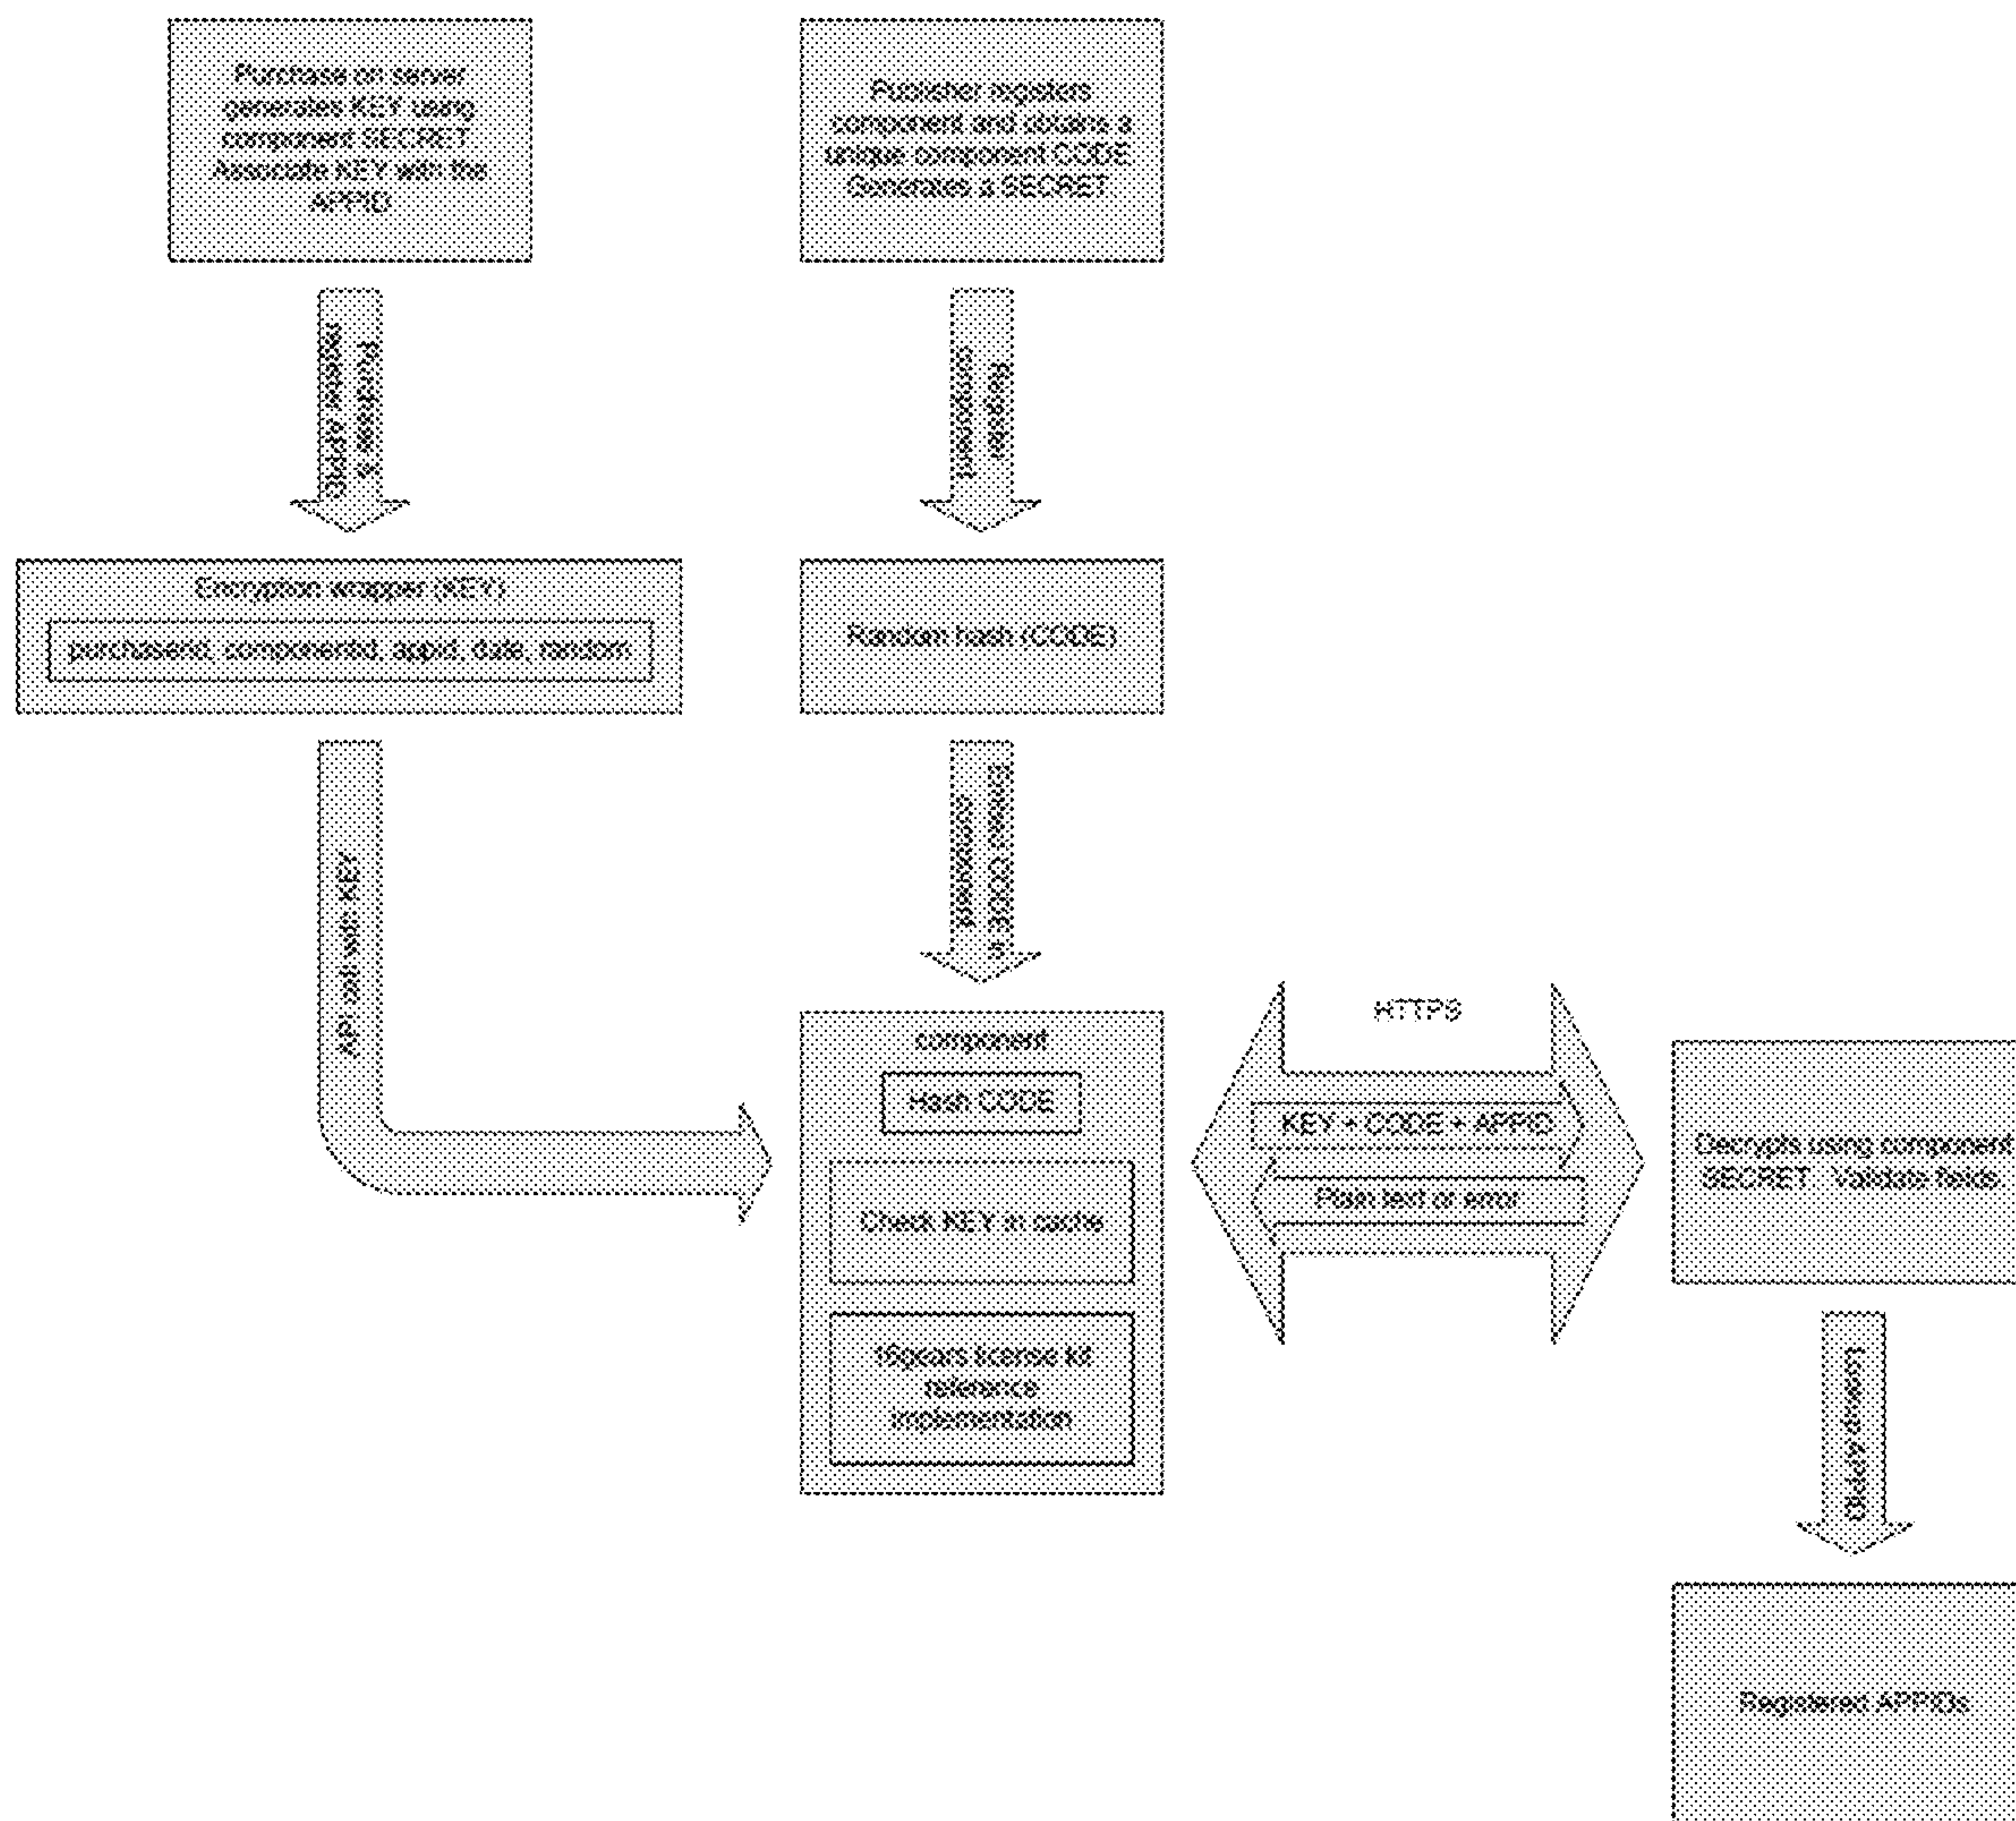 Purchase on server
generates KEY using
component SECRET
Associate KEY with the
APPID
Publisher registers
component and obtains a
unique component CODE
Generates a SECRET
Random hash (CODE)
Encryption wrapper (KEY)
purchaseid, componentid, appid, date, random
API call with KEY
component
Hash CODE
Check KEY in cache
license kit
reference
implementation
HTTPS
KEY + CODE + APPID
Plain text or error
Decrypts using component
SECRET Validate fields
Registered APPIDs